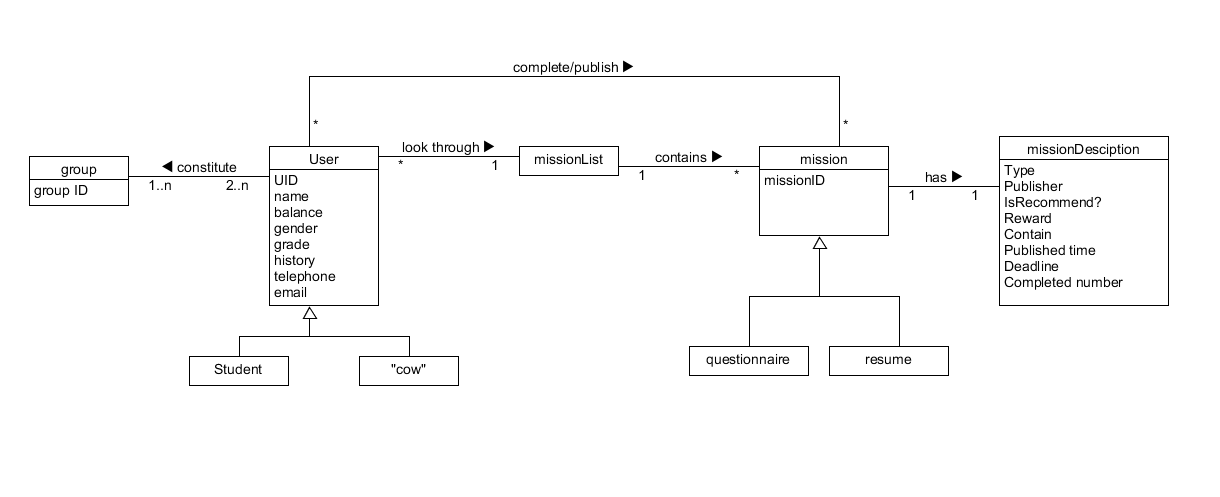 complete/publish ▶
*
*
group
group ID
◀ constitute
1..n
2..n
User
UID
name
balance
gender
grade
history
telephone
email
look through ▶
*
1
missionList
contains ▶
1
*
mission
missionID
has ▶
1
1
missionDesciption
Type
Publisher
IsRecommend?
Reward
Contain
Published time
Deadline
Completed number
Student
"cow"
questionnaire
resume